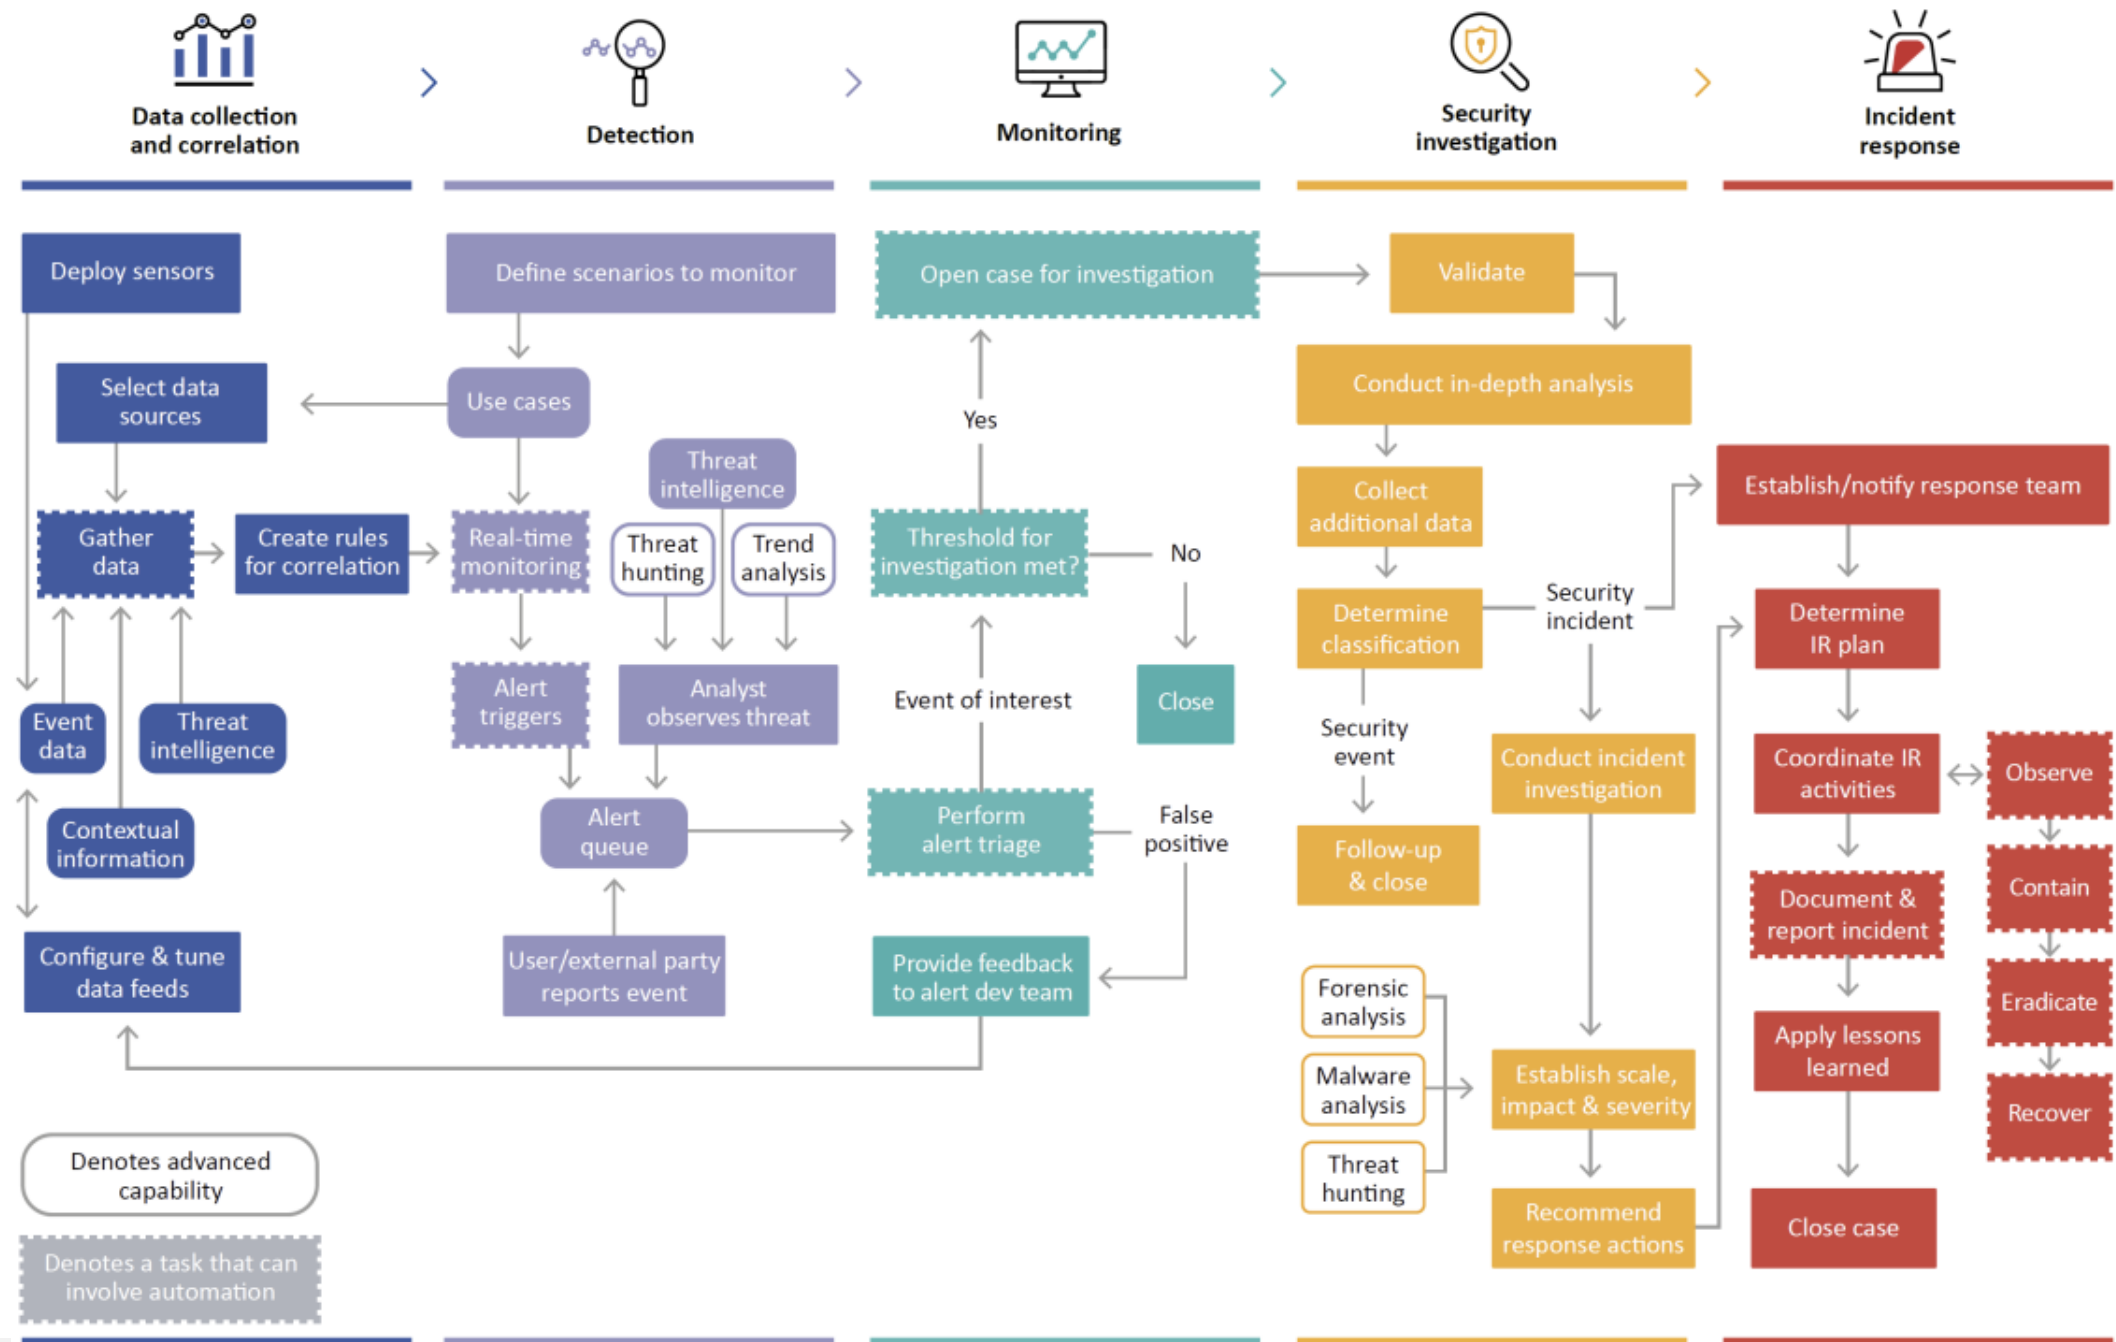 Data collection
and correlation
Detection
Monitoring
Security
investigation
Incident
response
Deploy sensors
Select data
sources
Gather
data
Create rules
for correlation
Event
data
Threat
intelligence
Contextual
information
Configure & tune
data feeds
Denotes advanced
capability
Denotes a task that can
involve automation
Define scenarios to monitor
Use cases
Threat
intelligence
Real-time
monitoring
Threat
hunting
Trend
analysis
Alert
triggers
Analyst
observes threat
Alert
queue
User/external party
reports event
Open case for investigation
Yes
Threshold for
investigation met?
No
Event of interest
Close
Perform
alert triage
False
positive
Provide feedback
to alert dev team
Validate
Conduct in-depth analysis
Collect
additional data
Determine
classification
Security
incident
Security
event
Conduct incident
investigation
Follow-up
& close
Forensic
analysis
Malware
analysis
Threat
hunting
Establish scale,
impact & severity
Recommend
response actions
Establish/notify response team
Determine
IR plan
Coordinate IR
activities
Observe
Document &
report incident
Contain
Eradicate
Apply lessons
learned
Recover
Close case